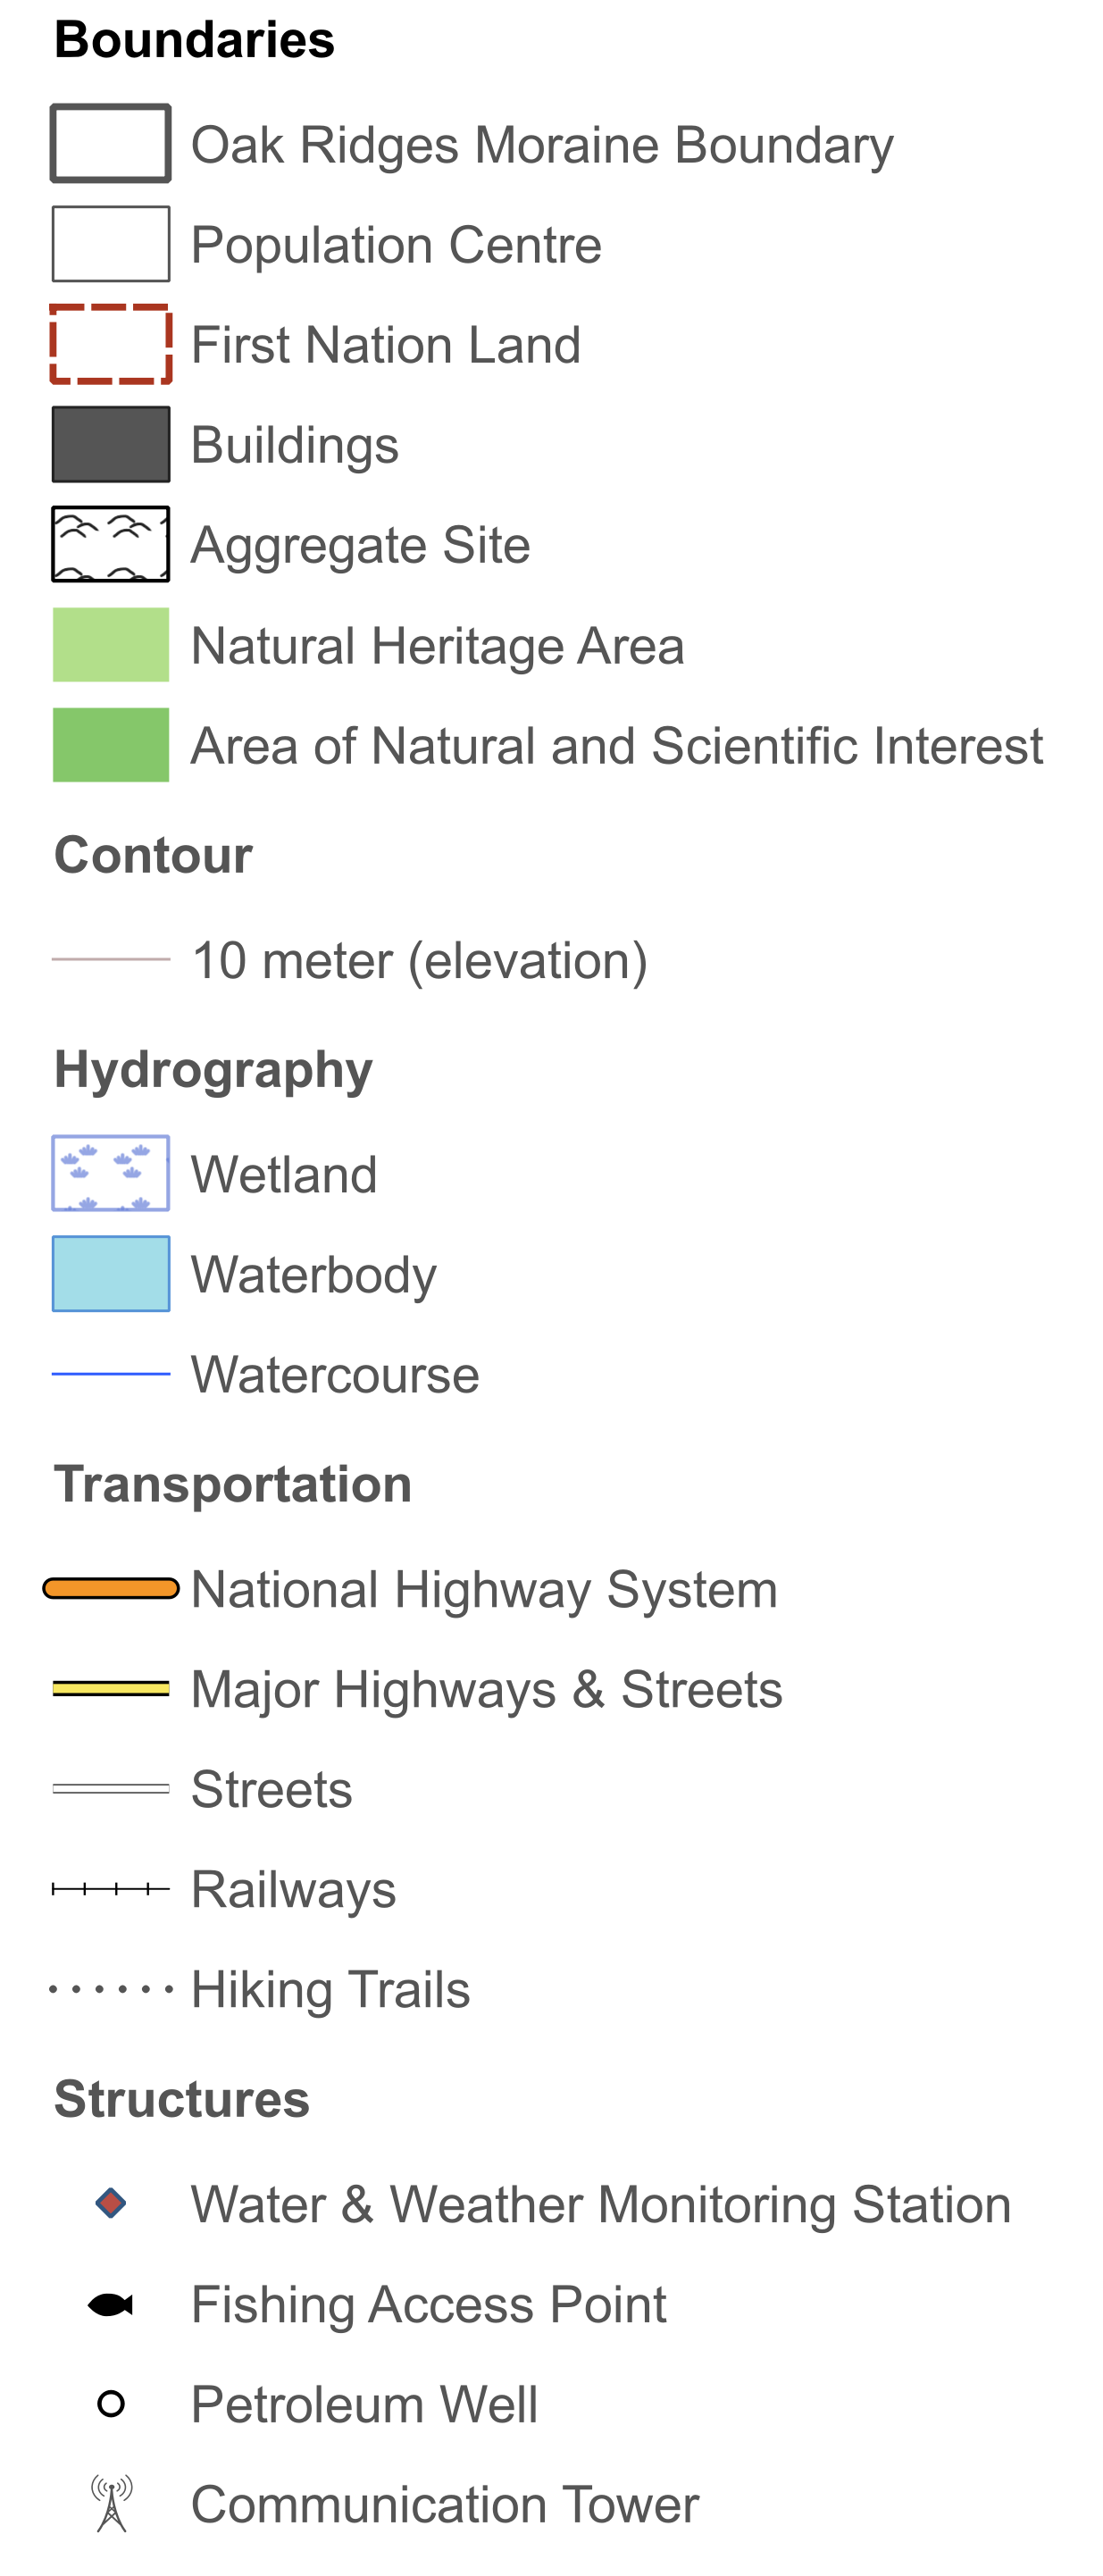 Boundaries
Oak Ridges Moraine Boundary
Population Centre
First Nation Land
Buildings
Aggregate Site
Natural Heritage Area
Area of Natural and Scientific Interest
Contour
10 meter (elevation)
Hydrography
Wetland
Waterbody
Watercourse
Transportation
National Highway System
Major Highways & Streets
Streets
Railways
Hiking Trails
Structures
Water & Weather Monitoring Station
Fishing Access Point
Petroleum Well
Communication Tower